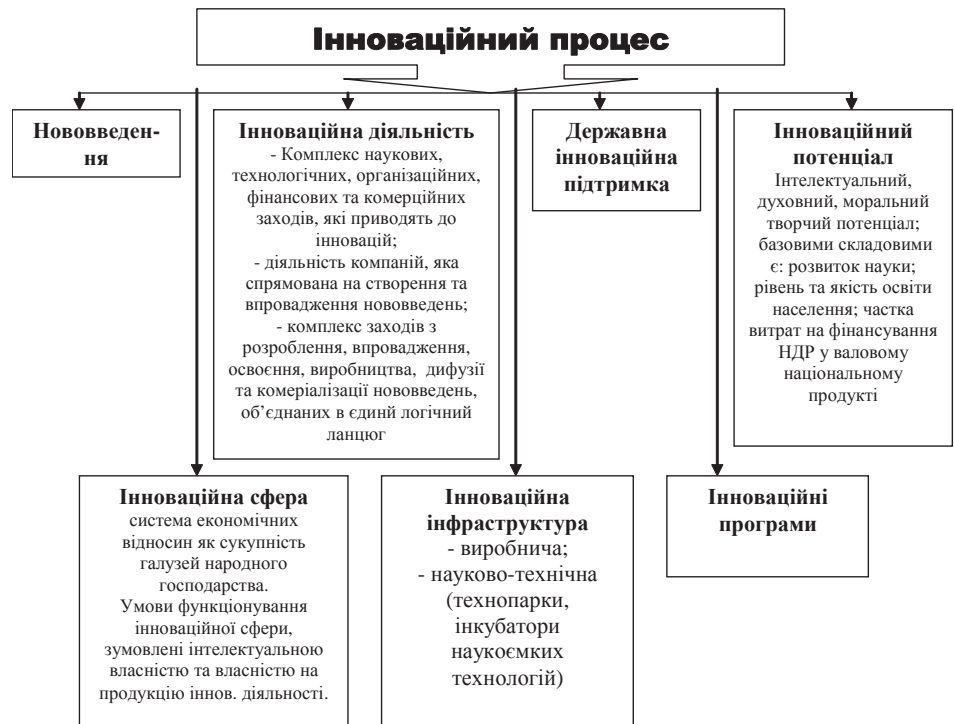 Інноваційний процес
Нововведен-
ня
Інноваційна діяльність
- Комплекс наукових,
технологічних, організаційних,
фінансових та комерційних
заходів, які приводять до
інновацій;
- діяльність компаній, яка
спрямована на створення та
впровадження нововведень;
- комплекс заходів з
розроблення, впровадження,
освоєння, виробництва, дифузії
та комеріалізації нововведень,
об’єднаних в єдинй логічний
ланцюг
Державна
інноваційна
підтримка
Інноваційний
потенціал
Інтелектуальний,
духовний, моральний
творчий потенціал;
базовими складовими
є: розвиток науки;
рівень та якість освіти
населення; частка
витрат на фінансування
НДР у валовому
національному
продукті
Інноваційна сфера
система економічних
відносин як сукупність
галузей народного
господарства.
Умови функціонування
інноваційної сфери,
зумовлені інтелектуальною
власністю та власністю на
продукцію іннов. діяльності.
Інноваційна
інфраструктура
- виробнича;
- науково-технічна
(технопарки,
інкубатори
наукоємких
технологій)
Інноваційні
програми